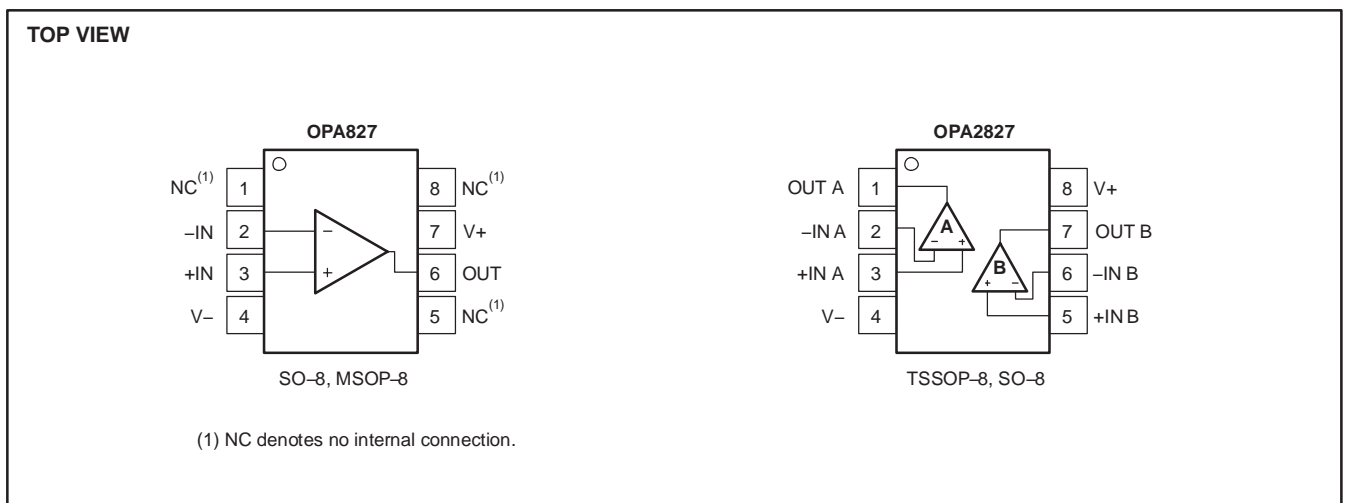 TOP VIEW
OPA827
NC(1) 1 8 NC(1)
–IN 2 – 7 V+
+IN 3 + 6 OUT
V– 4 5 NC(1)
SO–8, MSOP–8
(1) NC denotes no internal connection.
OPA2827
OUT A 1 8 V+
–IN A 2 A – + 7 OUT B
+IN A 3 B + – 6 –IN B
V– 4 5 +IN B
TSSOP–8, SO–8